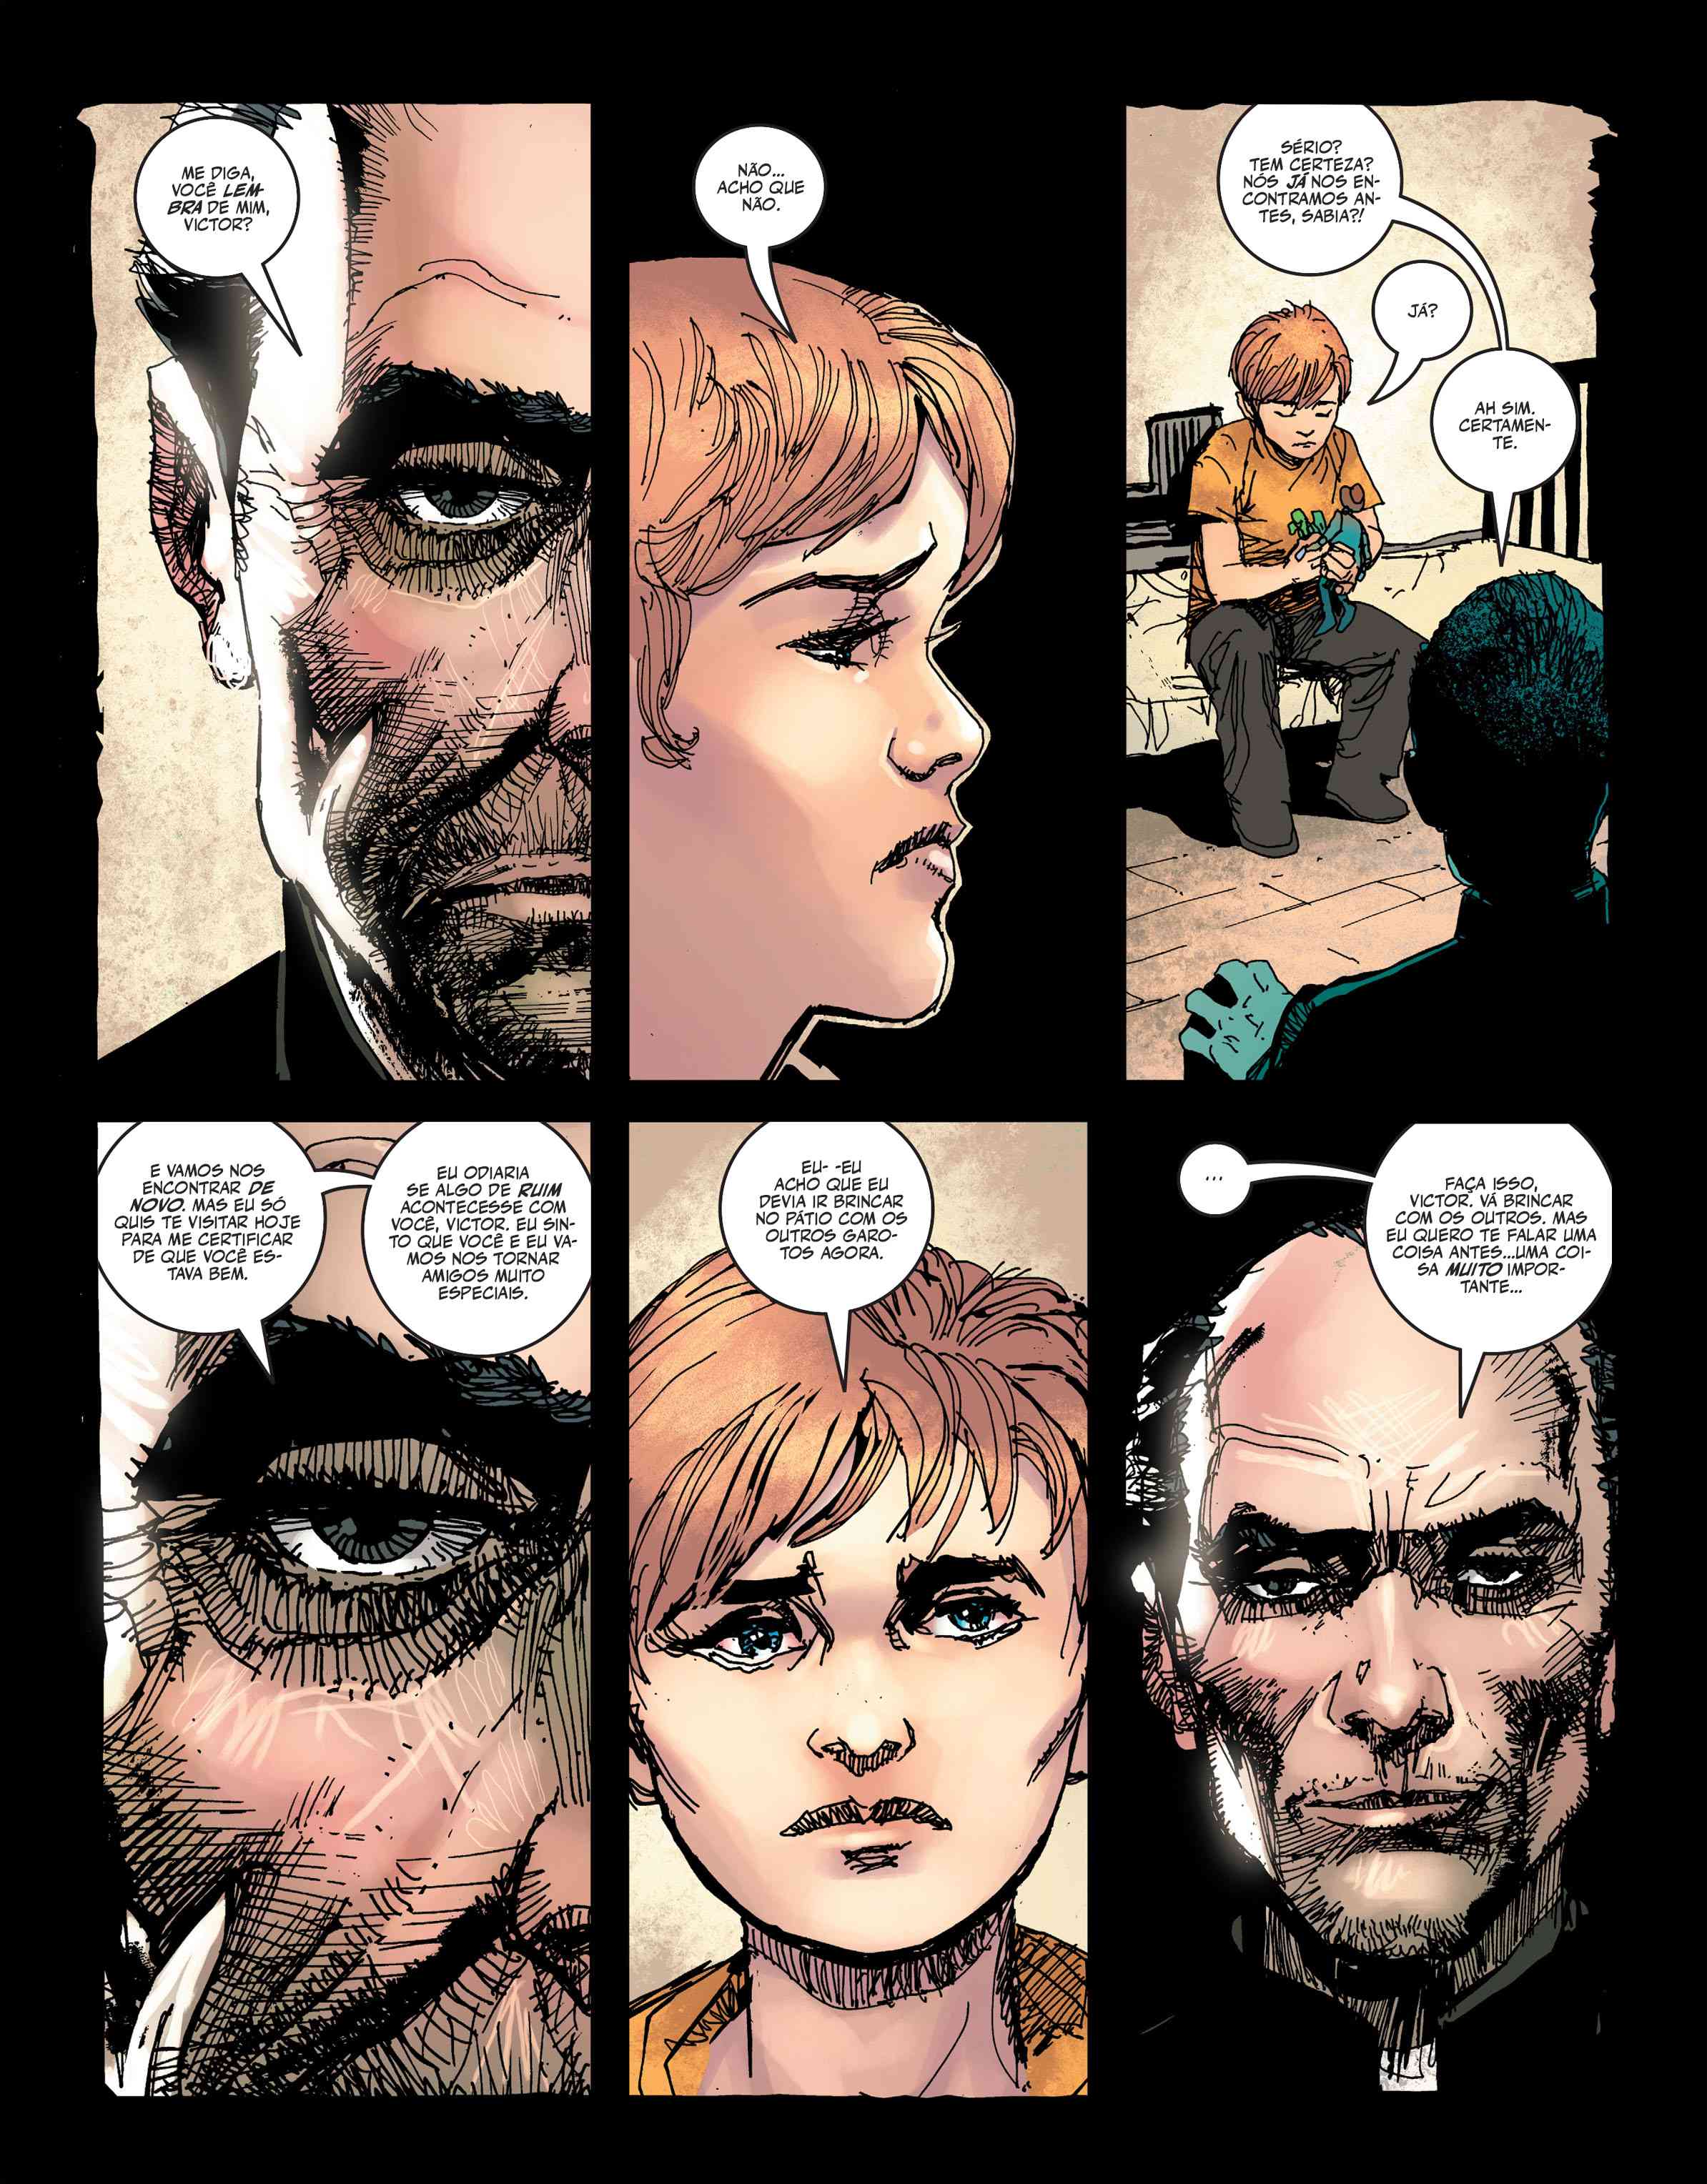 ME DIGA,
VOCÊ LEM-
BRA DE MIM,
VICTOR?
NÃO...
ACHO QUE
NÃO.
SÉRIO?
TEM CERTEZA?
NÓS JÁ NOS EN-
CONTRAMOS AN-
TES, SABIA?!
JÁ?
AH SIM.
CERTAMEN-
TE.
E VAMOS NOS
ENCONTRAR DE
NOVO. MAS EU SÓ
QUIS TE VISITAR HOJE
PARA ME CERTIFICAR
DE QUE VOCÊ ES-
TAVA BEM.
EU ODIARIA
SE ALGO DE RUIM
ACONTECESSE COM
VOCÊ, VICTOR. EU SIN-
TO QUE VOCÊ E EU VA-
MOS NOS TORNAR
AMIGOS MUITO
ESPECIAIS.
EU- -EU
ACHO QUE EU
DEVIA IR BRINCAR
NO PÁTIO COM OS
OUTROS GARO-
TOS AGORA.
...
FAÇA ISSO,
VICTOR. VÁ BRINCAR
COM OS OUTROS. MAS
EU QUERO TE FALAR UMA
COISA ANTES...UMA COI-
SA MUITO IMPOR-
TANTE...